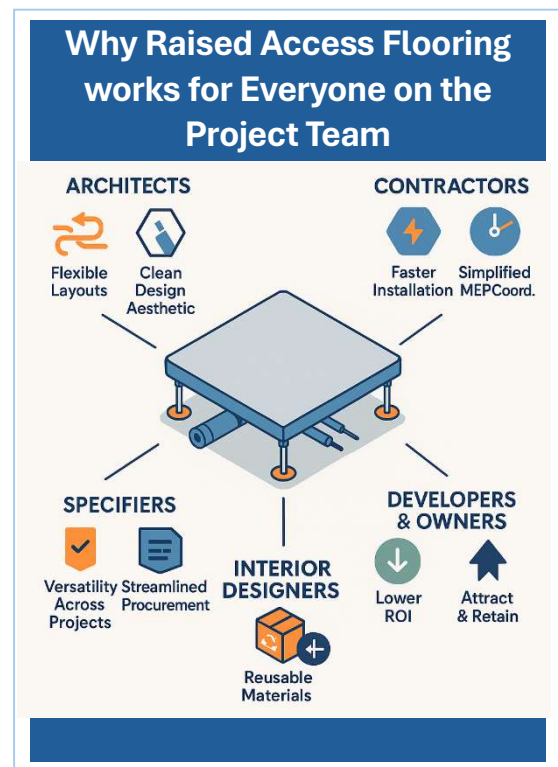 Why Raised Access Flooring
works for Everyone on the
Project Team
ARCHITECTS
Flexible
Layouts
Clean
Design
Aesthetic
CONTRACTORS
Faster
Installation
Simplified
MEPCoord.
SPECIFIERS
Versatility
Across
Projects
Streamlined
Procurement
INTERIOR
DESIGNERS
Reusable
Materials
DEVELOPERS
& OWNERS
Lower
ROI
Attract
& Retain